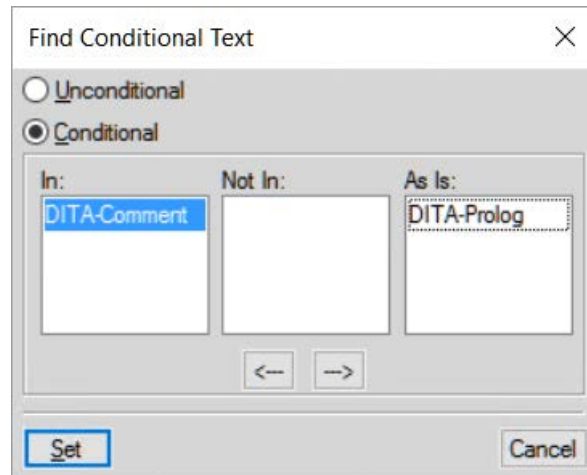 Find Conditional Text
Unconditional
Conditional
In: Not In: As Is:
DITA-Comment DITA-Prolog
<--- --->
Set Cancel